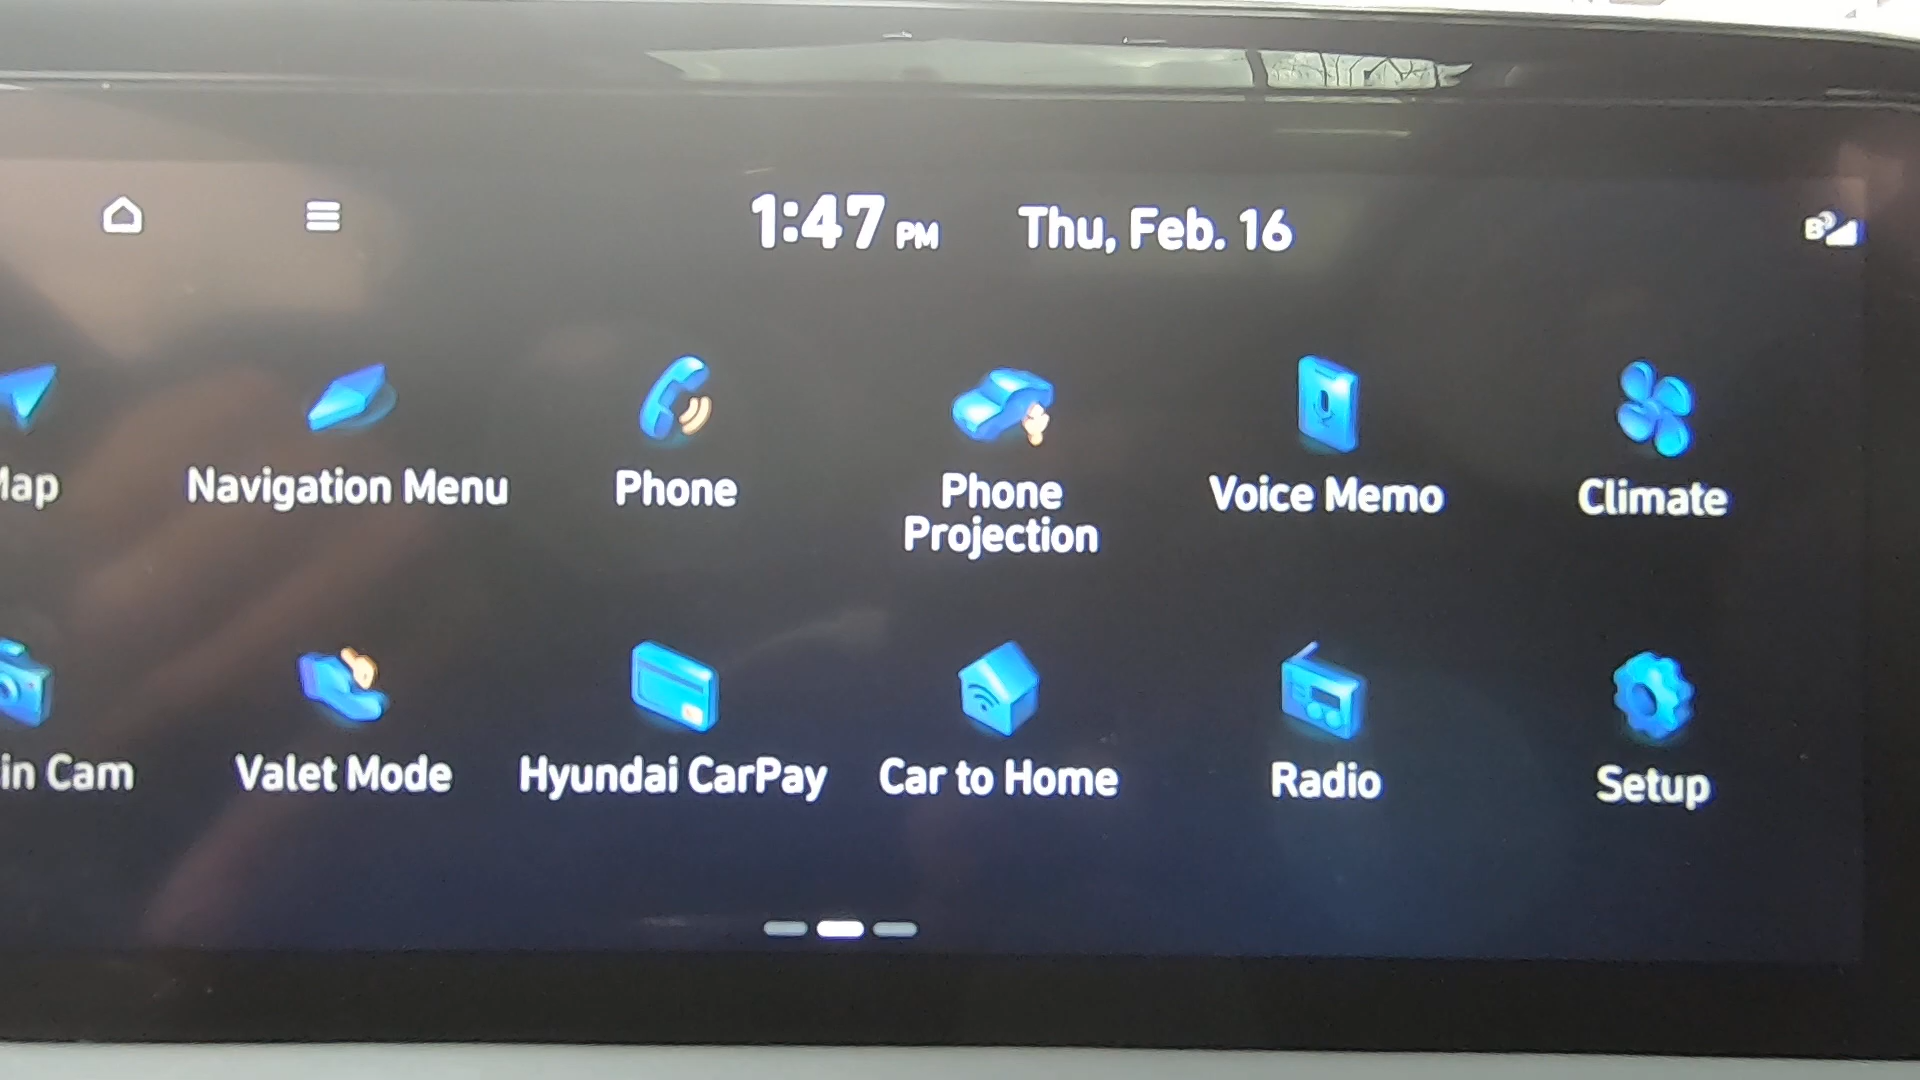 1:47 PM Thu, Feb. 16
Navigation Menu
Phone
Phone
Projection
Voice Memo
Climate
in Cam
Valet Mode
Hyundai CarPay
Car to Home
Radio
Setup